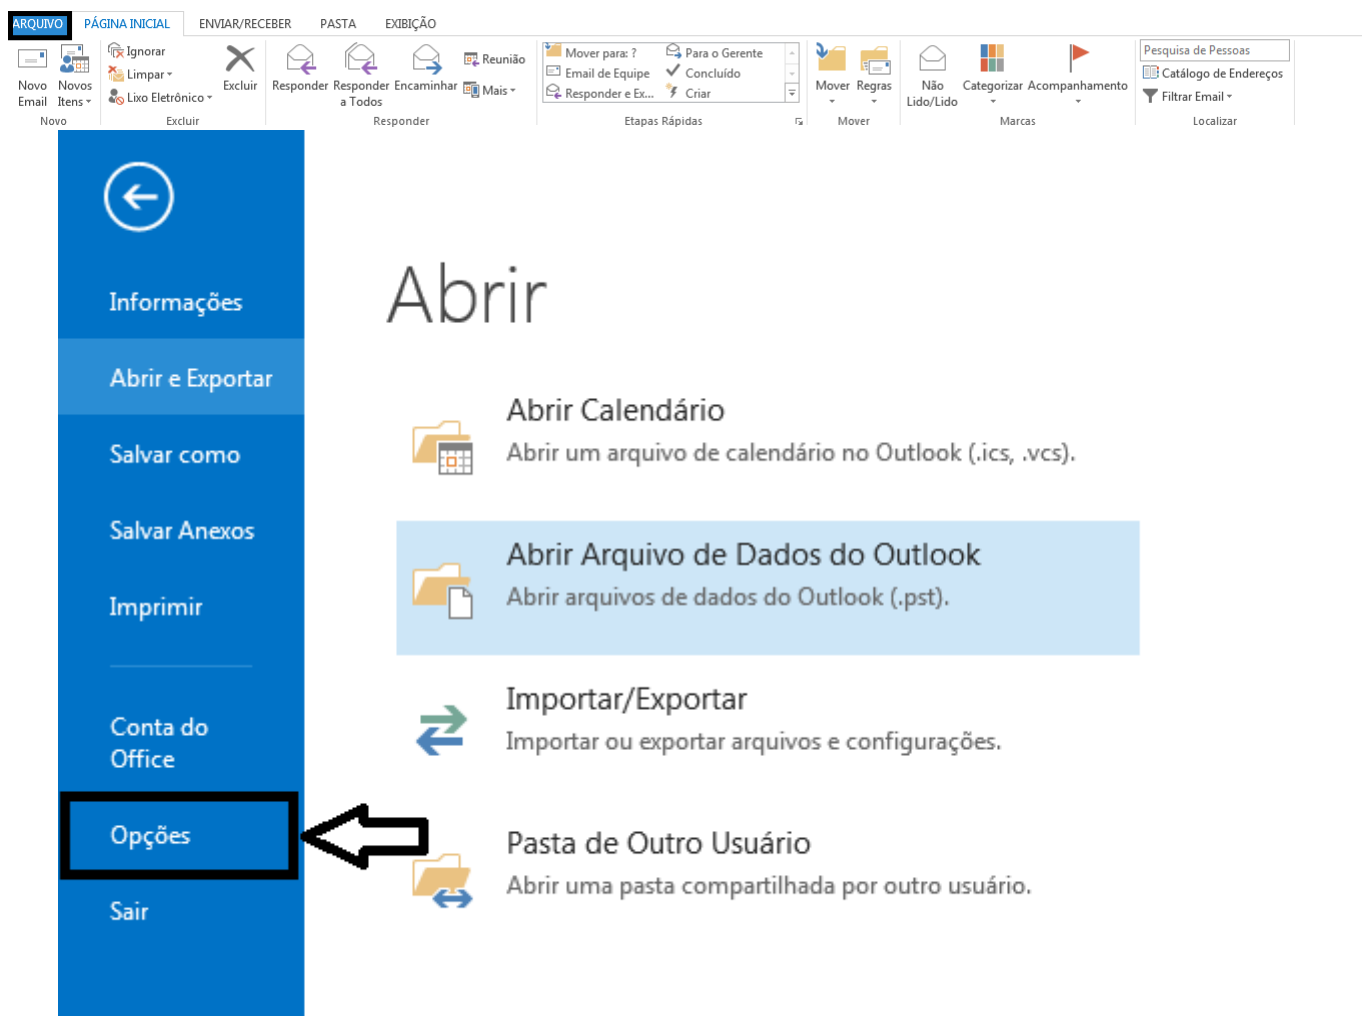 ARQUIVO PÁGINA INICIAL ENVIAR/RECEBER PASTA EXIBIÇÃO
Novo
Email
Novos
Itens
Novo
Ignorar
Limpar
Lixo Eletrônico
Excluir
Excluir
Responder
Responder
a Todos
Encaminhar
Reunião
Mais
Responder
Mover para: ?
Email de Equipe
Responder e Ex...
Para o Gerente
Concluído
Criar
Etapas Rápidas
Mover
Regras
Mover
Não
Lido/Lido
Categorizar
Acompanhamento
Marcas
Pesquisa de Pessoas
Catálogo de Endereços
Filtrar Email
Localizar
Informações
Abrir e Exportar
Salvar como
Salvar Anexos
Imprimir
Conta do
Office
Opções
Sair
Abrir
Abrir Calendário
Abrir um arquivo de calendário no Outlook (.ics, .vcs).
Abrir Arquivo de Dados do Outlook
Abrir arquivos de dados do Outlook (.pst).
Importar/Exportar
Importar ou exportar arquivos e configurações.
Pasta de Outro Usuário
Abrir uma pasta compartilhada por outro usuário.